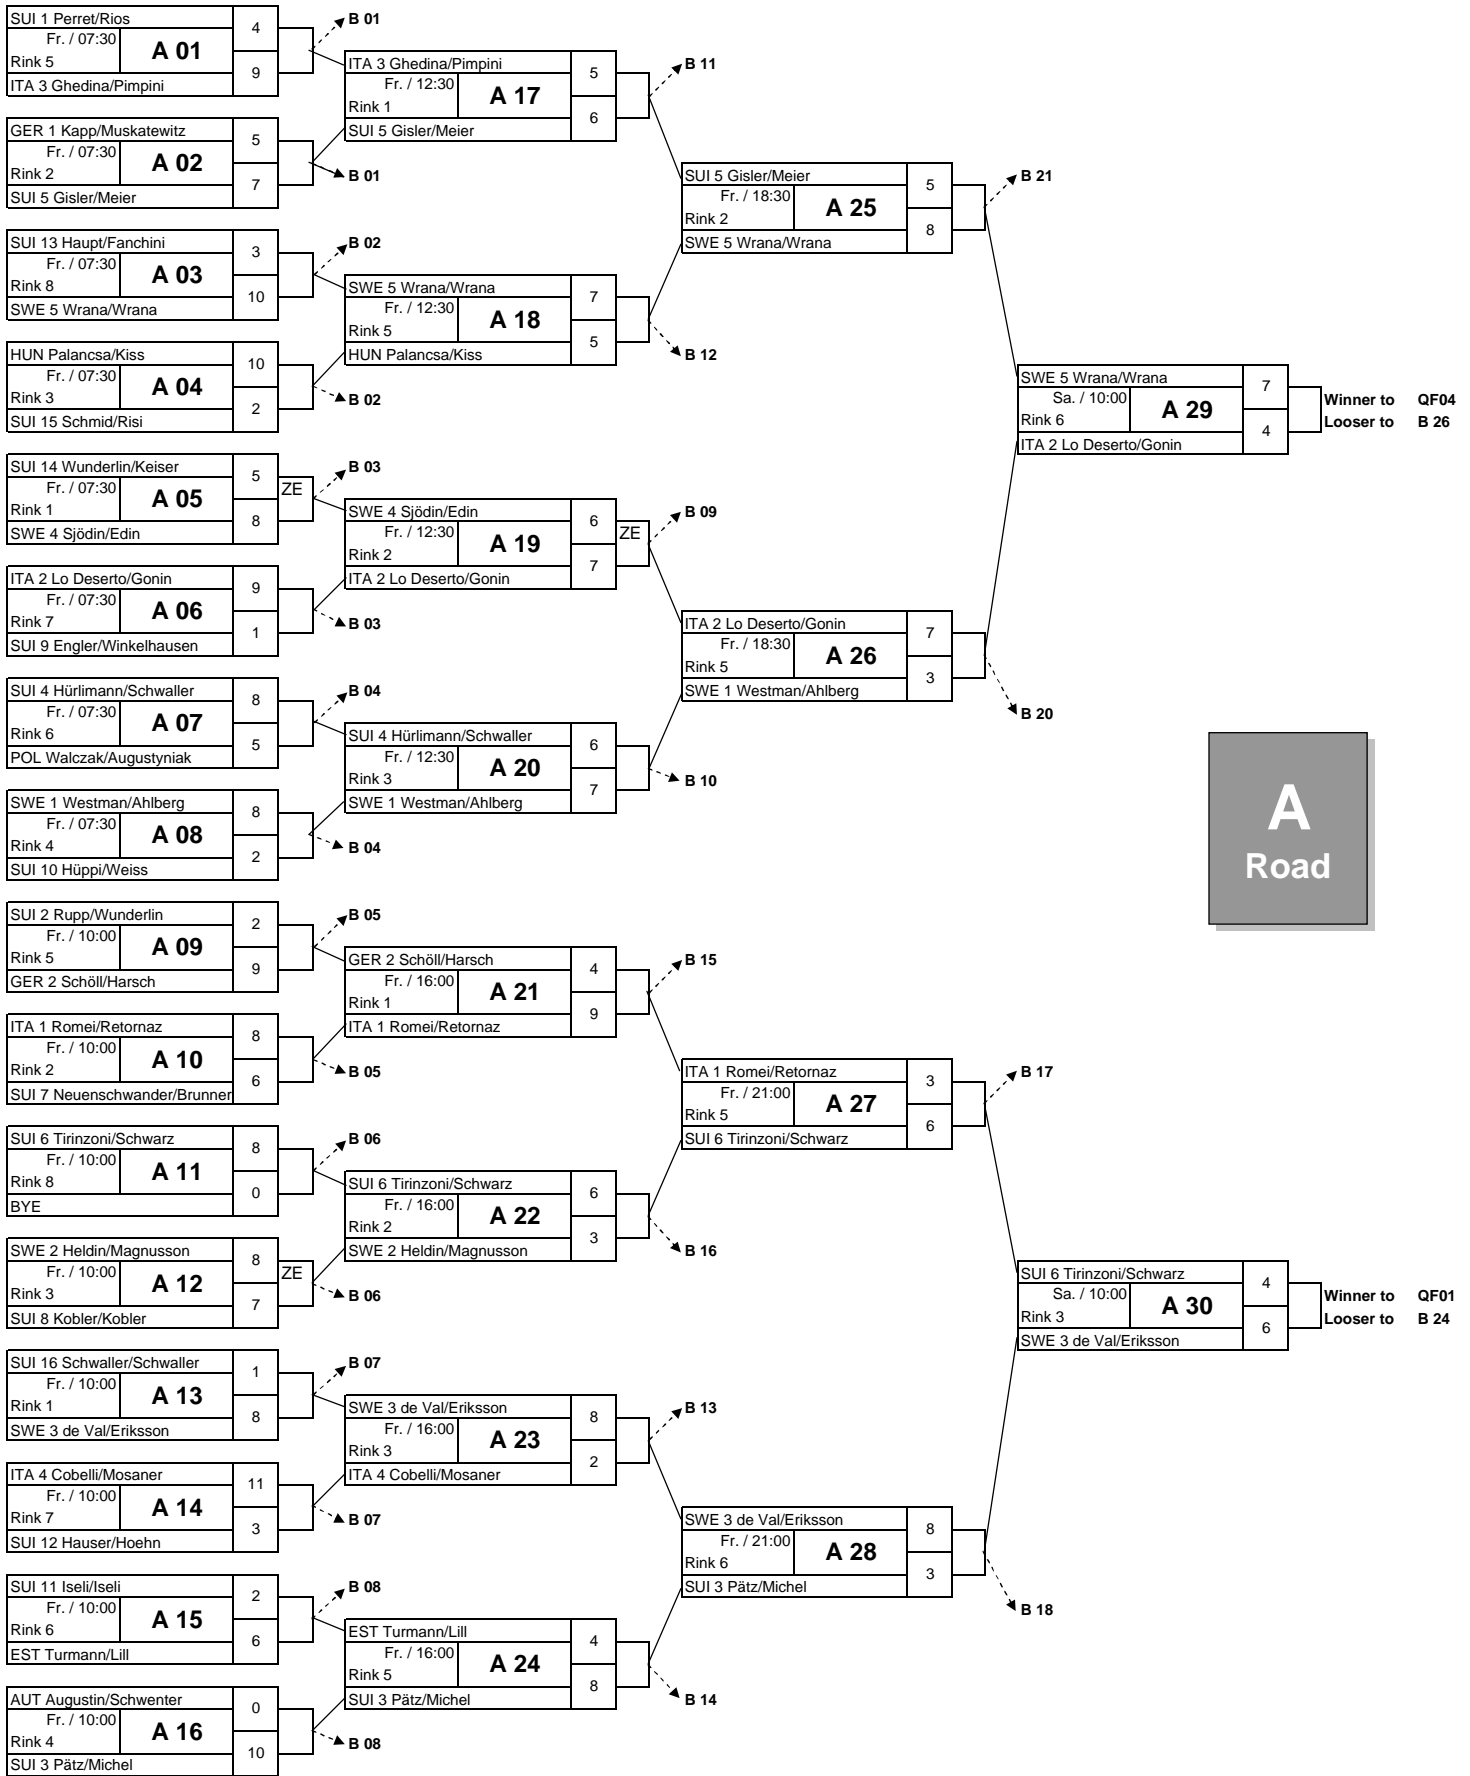 SUI 1 Perret/Rios 4
Fr. / 07:30 A 01
Rink 5 9
ITA 3 Ghedina/Pimpini
B 01
GER 1 Kapp/Muskatewitz 5
Fr. / 07:30 A 02
Rink 2 7
SUI 5 Gisler/Meier
B 01
SUI 13 Haupt/Fanchini 3
Fr. / 07:30 A 03
Rink 8 10
SWE 5 Wrana/Wrana
B 02
HUN Palancsa/Kiss 10
Fr. / 07:30 A 04
Rink 3 2
SUI 15 Schmid/Risi
B 02
SUI 14 Wunderlin/Keiser 5
Fr. / 07:30 A 05 ZE
Rink 1 8
SWE 4 Sjödin/Edin
B 03
ITA 2 Lo Deserto/Gonin 9
Fr. / 07:30 A 06
Rink 7 1
SUI 9 Engler/Winkelhausen
B 03
SUI 4 Hürlimann/Schwaller 8
Fr. / 07:30 A 07
Rink 6 5
POL Walczak/Augustyniak
B 04
SWE 1 Westman/Ahlberg 8
Fr. / 07:30 A 08
Rink 4 2
SUI 10 Hüppi/Weiss
B 04
SUI 2 Rupp/Wunderlin 2
Fr. / 10:00 A 09
Rink 5 9
GER 2 Schöll/Harsch
B 05
ITA 1 Romei/Retornaz 8
Fr. / 10:00 A 10
Rink 2 6
SUI 7 Neuenschwander/Brunner
B 05
SUI 6 Tirinzoni/Schwarz 8
Fr. / 10:00 A 11
Rink 8 0
BYE
B 06
SWE 2 Heldin/Magnusson 8
Fr. / 10:00 A 12 ZE
Rink 3 7
SUI 8 Kobler/Kobler
B 06
SUI 16 Schwaller/Schwaller 1
Fr. / 10:00 A 13
Rink 1 8
SWE 3 de Val/Eriksson
B 07
ITA 4 Cobelli/Mosaner 11
Fr. / 10:00 A 14
Rink 7 3
SUI 12 Hauser/Hoehn
B 07
SUI 11 Iseli/Iseli 2
Fr. / 10:00 A 15
Rink 6 6
EST Turmann/Lill
B 08
AUT Augustin/Schwenter 0
Fr. / 10:00 A 16
Rink 4 10
SUI 3 Pätz/Michel
B 08
ITA 3 Ghedina/Pimpini 5
Fr. / 12:30 A 17
Rink 1 6
SUI 5 Gisler/Meier
B 11
SWE 5 Wrana/Wrana 7
Fr. / 12:30 A 18
Rink 5 5
HUN Palancsa/Kiss
B 12
SWE 4 Sjödin/Edin 6
Fr. / 12:30 A 19 ZE
Rink 2 7
ITA 2 Lo Deserto/Gonin
B 09
SUI 4 Hürlimann/Schwaller 6
Fr. / 12:30 A 20
Rink 3 7
SWE 1 Westman/Ahlberg
B 10
GER 2 Schöll/Harsch 4
Fr. / 16:00 A 21
Rink 1 9
ITA 1 Romei/Retornaz
B 15
SUI 6 Tirinzoni/Schwarz 6
Fr. / 16:00 A 22
Rink 2 3
SWE 2 Heldin/Magnusson
B 16
SWE 3 de Val/Eriksson 8
Fr. / 16:00 A 23
Rink 3 2
ITA 4 Cobelli/Mosaner
B 13
EST Turmann/Lill 4
Fr. / 16:00 A 24
Rink 5 8
SUI 3 Pätz/Michel
B 14
SUI 5 Gisler/Meier 5
Fr. / 18:30 A 25
Rink 2 8
SWE 5 Wrana/Wrana
B 21
ITA 2 Lo Deserto/Gonin 7
Fr. / 18:30 A 26
Rink 5 3
SWE 1 Westman/Ahlberg
B 20
ITA 1 Romei/Retornaz 3
Fr. / 21:00 A 27
Rink 5 6
SUI 6 Tirinzoni/Schwarz
B 17
SWE 3 de Val/Eriksson 8
Fr. / 21:00 A 28
Rink 6 3
SUI 3 Pätz/Michel
B 18
SWE 5 Wrana/Wrana 7
Sa. / 10:00 A 29
Rink 6 4
ITA 2 Lo Deserto/Gonin
Winner to QF04
Looser to B 26
SUI 6 Tirinzoni/Schwarz 4
Sa. / 10:00 A 30
Rink 3 6
SWE 3 de Val/Eriksson
Winner to QF01
Looser to B 24
A
Road